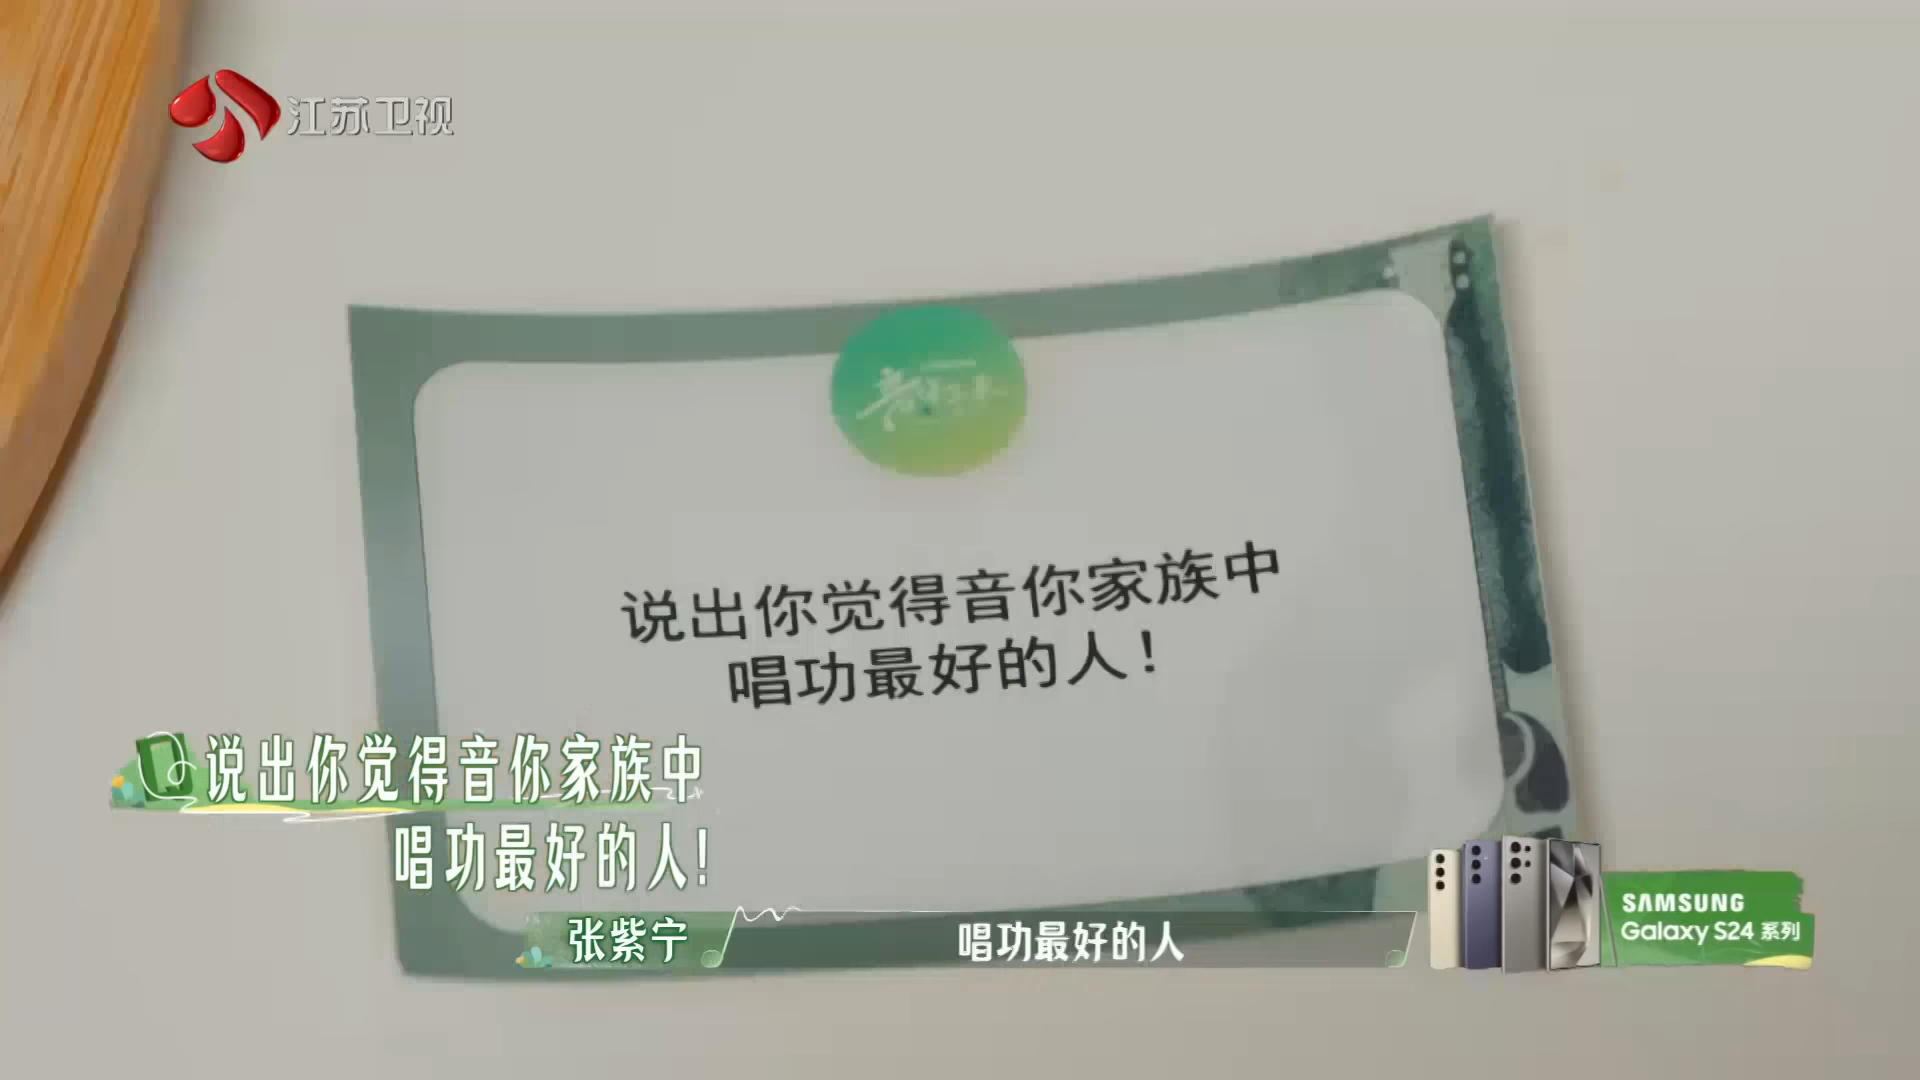 江苏卫视
说出你觉得音你家族中
唱功最好的人！
说出你觉得音你家族中
唱功最好的人！
张紫宁
唱功最好的人
SAMSUNG
Galaxy S24 系列